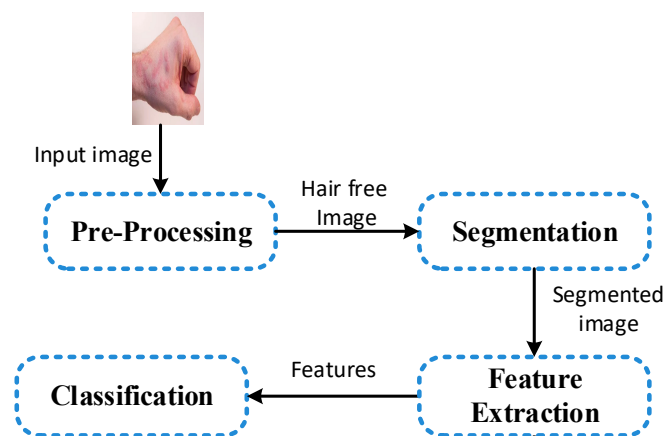 Input image
Hair free
Image
Pre-Processing
Segmentation
Segmented
image
Features
Classification
Feature
Extraction